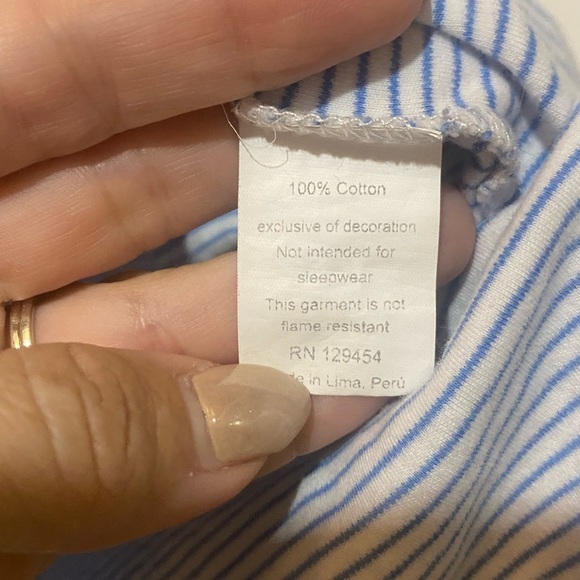 100% Cotton
exclusive of decoration
Not intended for
sleepwear
This garment is not
flame resistant
RN 129454
de in Lima, Perú